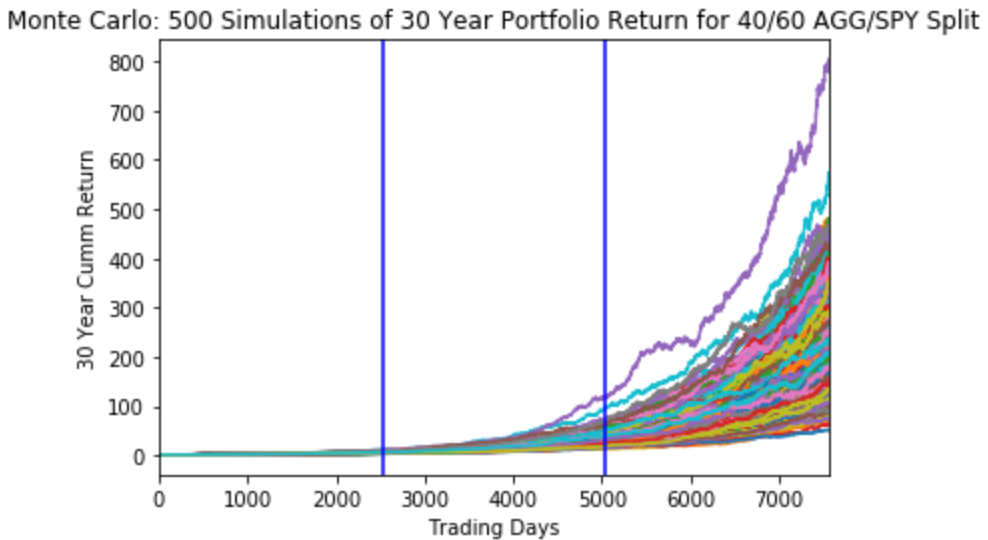 Monte Carlo: 500 Simulations of 30 Year Portfolio Return for 40/60 AGG/SPY Split
800
700
600
500
400
300
200
100
0
30 Year Cumm Return
0 1000 2000 3000 4000 5000 6000 7000
Trading Days